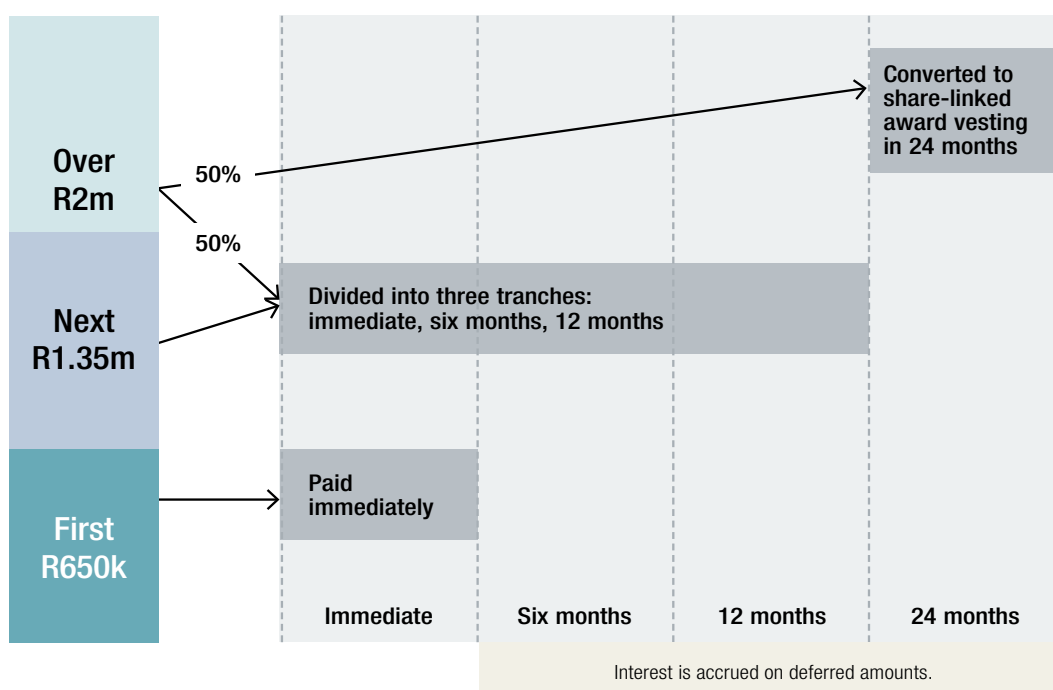 Over
R2m
Next
R1.35m
First
R650k
50%
50%
Converted to
share-linked
award vesting
in 24 months
Divided into three tranches:
immediate, six months, 12 months
Paid
immediately
Immediate
Six months
12 months
24 months
Interest is accrued on deferred amounts.